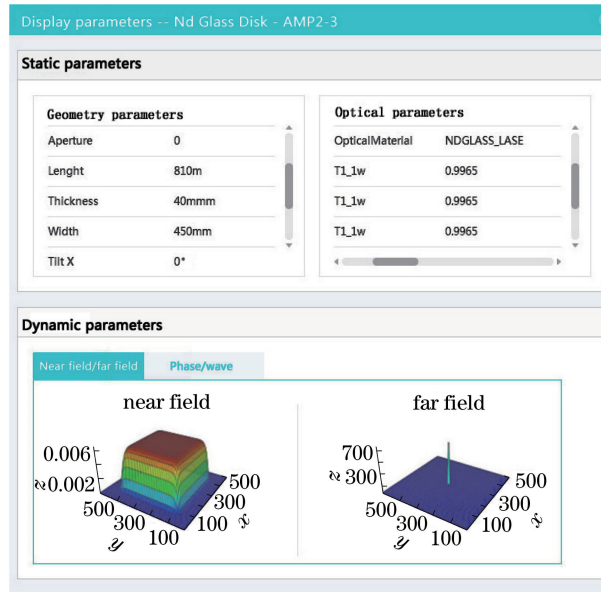 Display parameters -- Nd Glass Disk - AMP2-3
Static parameters
Geometry parameters
Aperture 0
Lenght 810m
Thickness 40mmm
Width 450mm
Tilt X 0°
Optical parameters
OpticalMaterial NDGLASS_LASE
T1_1w 0.9965
T1_1w 0.9965
T1_1w 0.9965
Dynamic parameters
Near field/far field Phase/wave
near field
0.006
z 0.002
500 300 100
y
500
300
100
x
far field
700
z 300
500 300 100
y
500
300
100
x